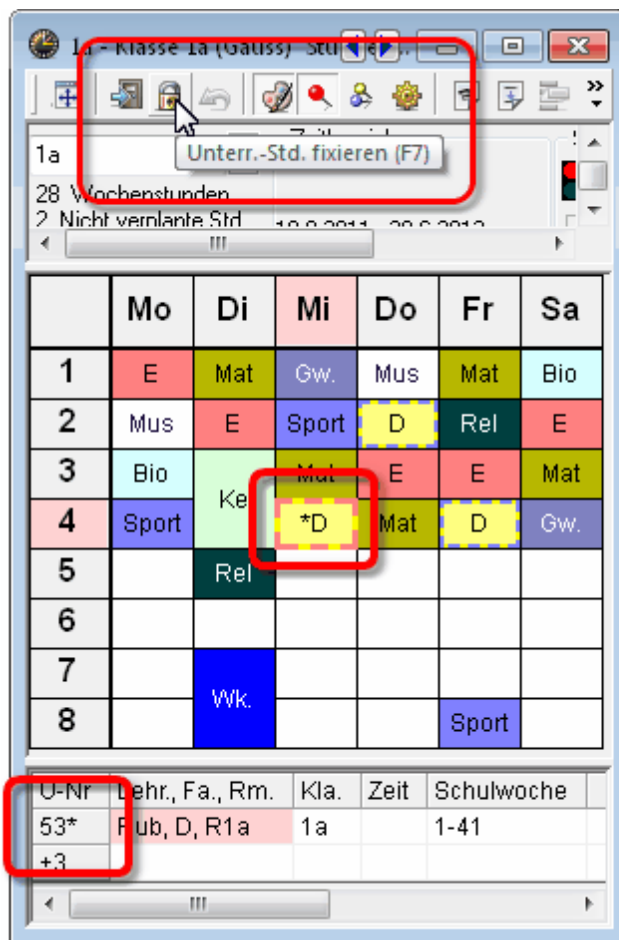 1a - Klasse 1a (Gauss) Stu
Unterr.-Std. fixieren (F7)
1a
28 Wochenstunden
2 Nicht verplante Std
Mo Di Mi Do Fr Sa
1 E Mat Gw. Mus Mat Bio
2 Mus E Sport D Rel E
3 Bio Ke Mat E E Mat
4 Sport *D Mat D Gw.
5 Rel
6
7 Wk.
8 Sport
U-Nr Lehr., Fa., Rm. Kla. Zeit Schulwoche
53* Rub, D, R1a 1a 1-41
+3